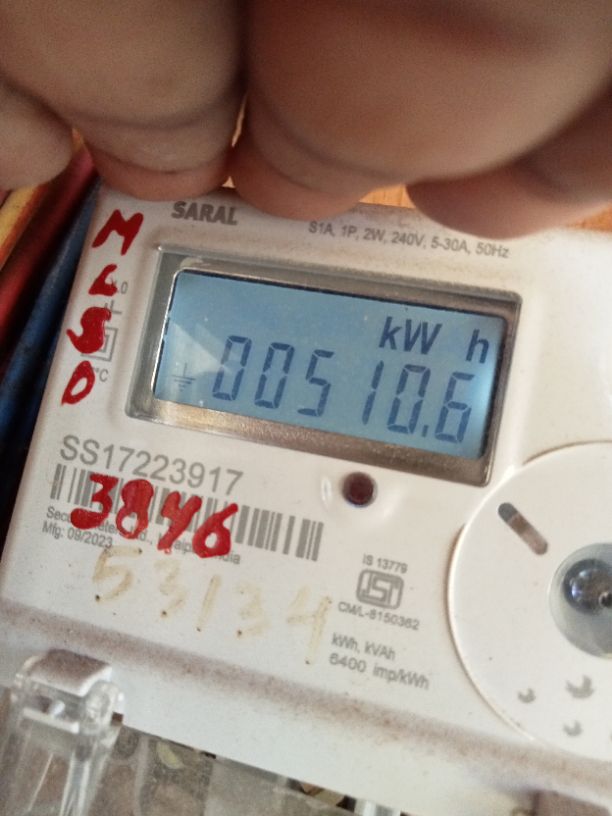 SARAL
S1A, 1P, 2W, 240V, 5-30A, 50Hz
kW h
00510.6
SS17223917
3846
Mfg: 09/2023
53134
IS 13779
ISI
CM/L-8150362
kWh, kVAh
6400 imp/kWh